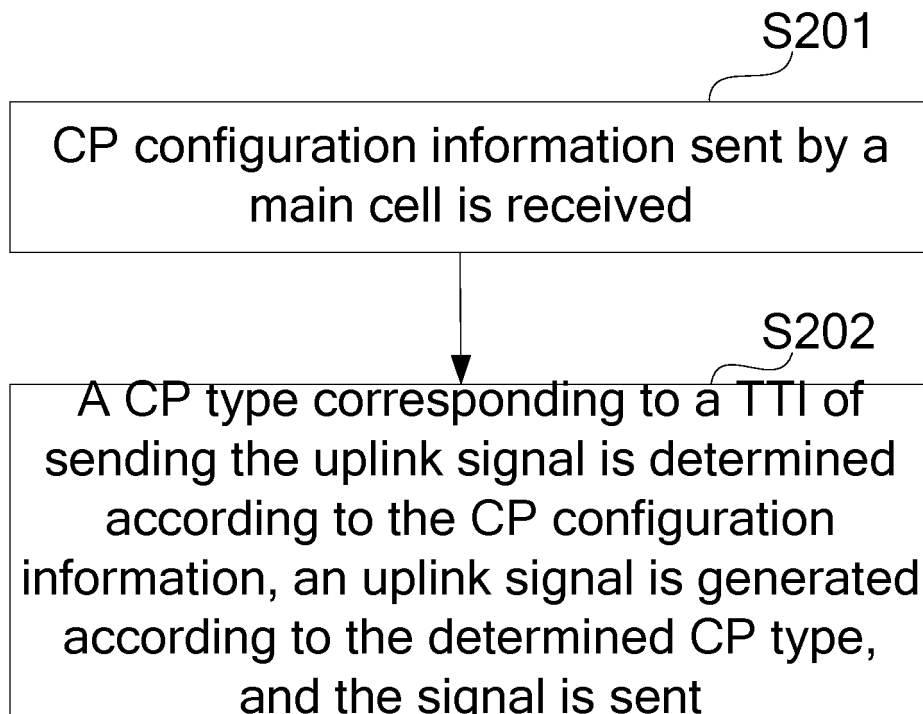 S201
CP configuration information sent by a
main cell is received
S202
A CP type corresponding to a TTI of
sending the uplink signal is determined
according to the CP configuration
information, an uplink signal is generated
according to the determined CP type,
and the signal is sent